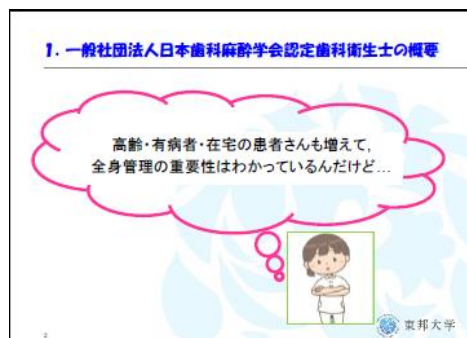 1. 一般社団法人日本歯科麻酔学会認定歯科衛生士の概要
高齢・有病者・在宅の患者さんも増えて,
全身管理の重要性はわかっているんだけど…
東邦大学
2